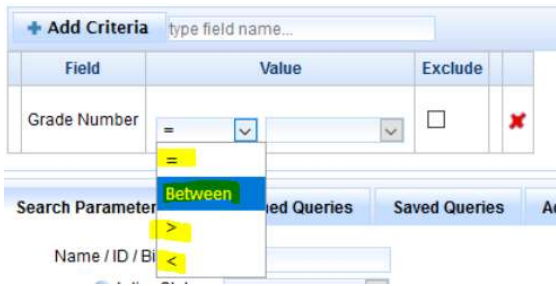 + Add Criteria type field name...
Field Value Exclude
Grade Number =
=
Between
>
<
Search Parameter ed Queries Saved Queries A
Name / ID / Bi